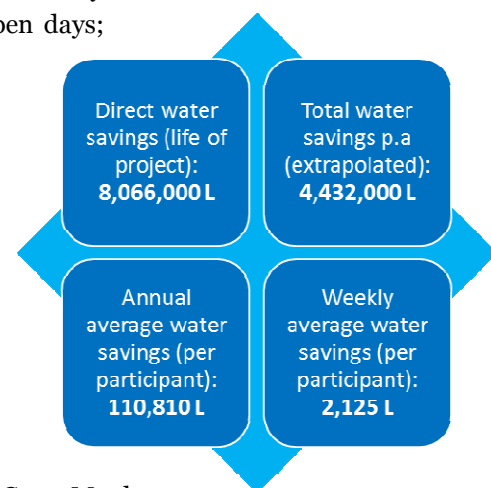 pen days;
Direct water
savings (life of
project):
8,066,000 L
Total water
savings p.a
(extrapolated):
4,432,000 L
Annual
average water
savings (per
participant):
110,810 L
Weekly
average water
savings (per
participant):
2,125 L